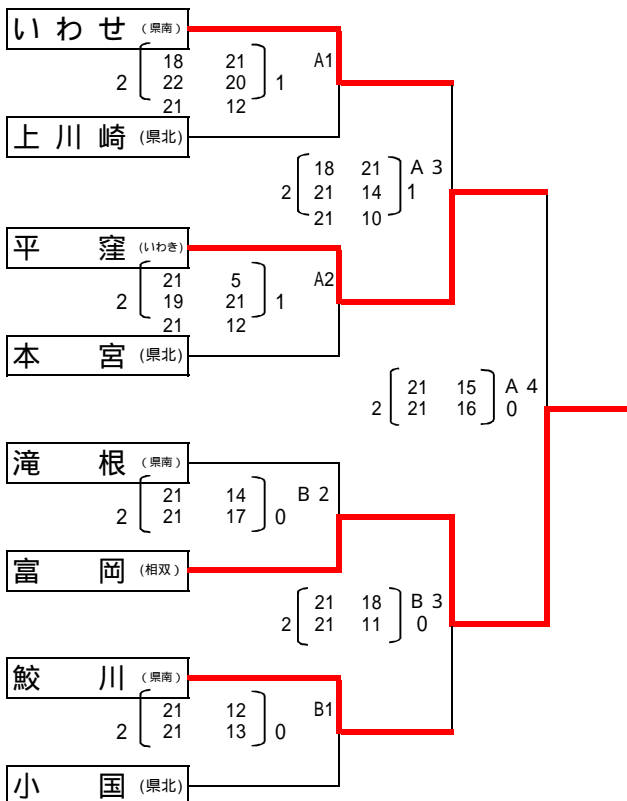 いわせ (県南)
18 21 A1
2 22 20 1
21 12
上川崎 (県北)
18 21 A 3
2 21 14 1
21 10
平窪 (いわき)
21 5 A2
2 19 21 1
21 12
本宮 (県北)
21 15 A 4
2 21 16 0
滝根 (県南)
21 14 B 2
2 21 17 0
富岡 (相双)
21 18 B 3
2 21 11 0
鮫川 (県南)
21 12 B1
2 21 13 0
小国 (県北)